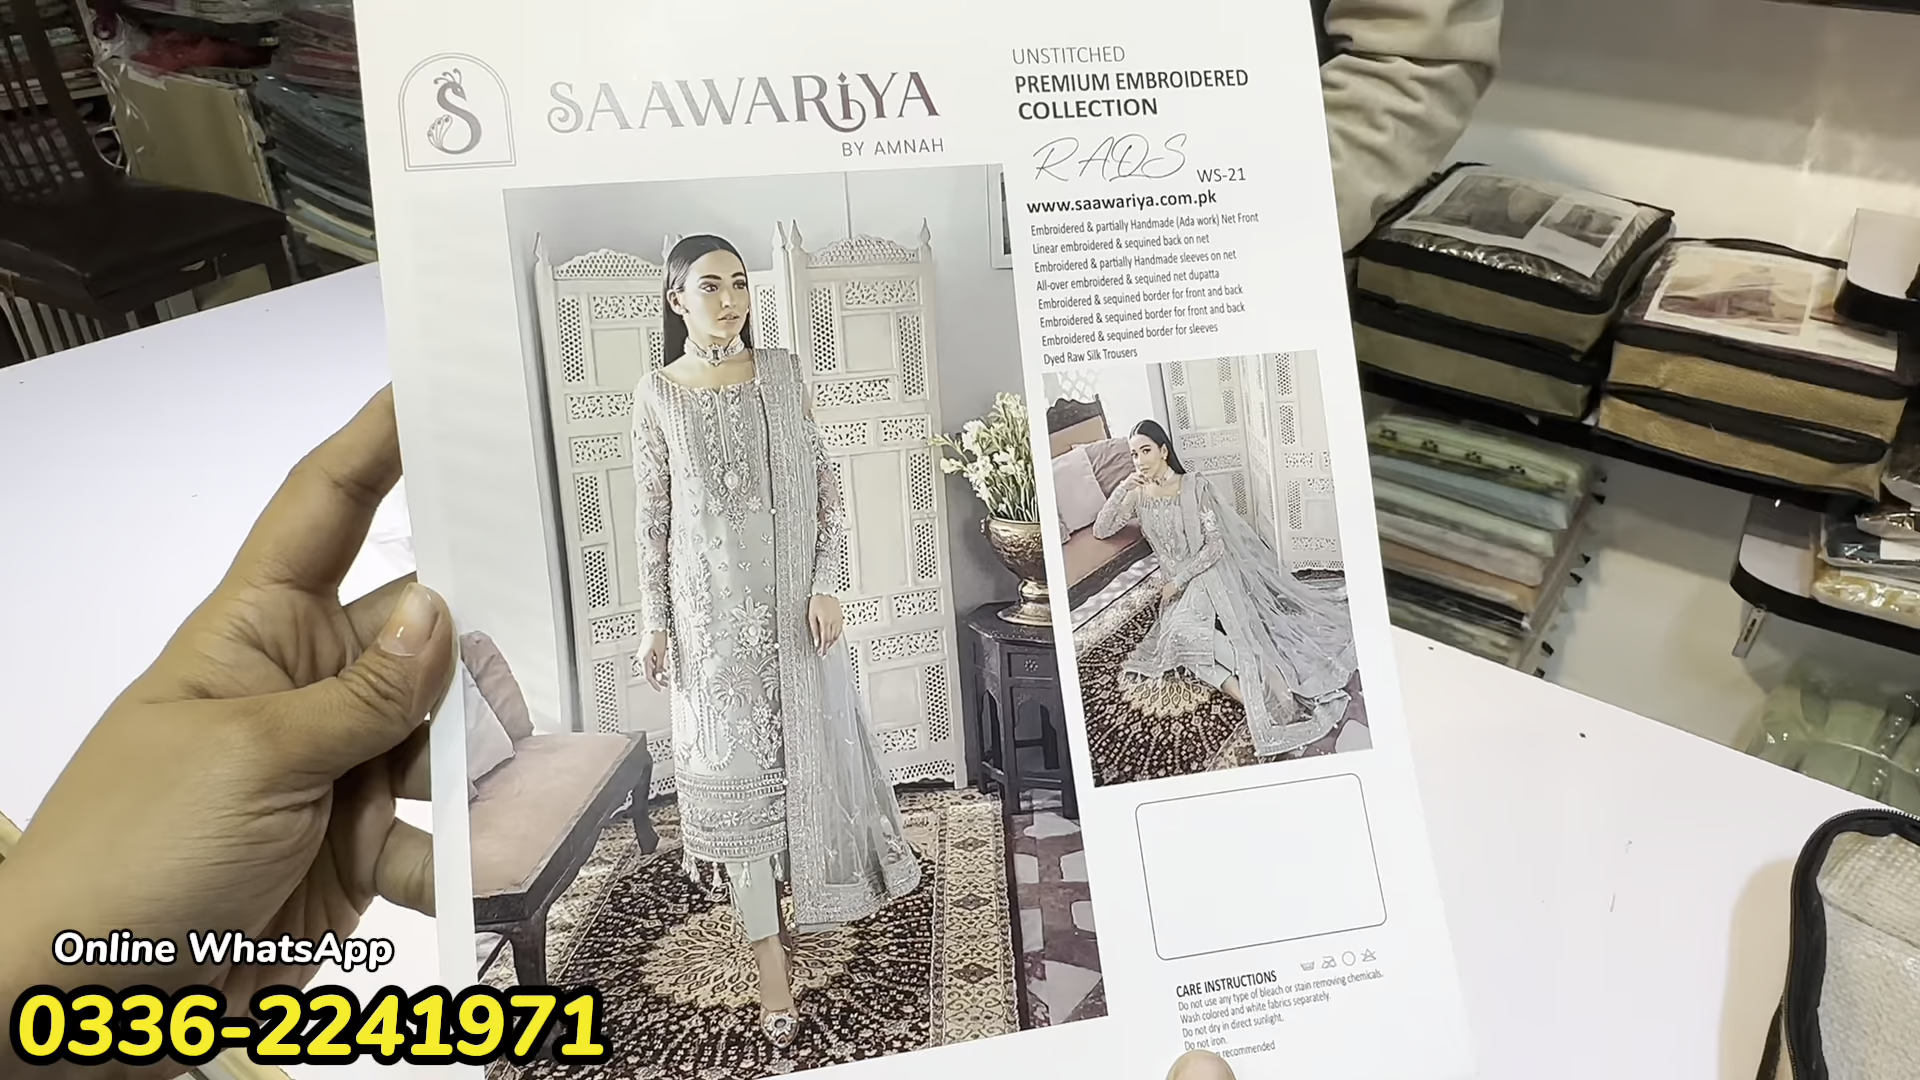 S
SAAWARiYA
BY AMNAH
UNSTITCHED
PREMIUM EMBROIDERED
COLLECTION
RAQS WS-21
www.saawariya.com.pk
Embroidered & partially Handmade (Ada work) Net Front
Linear embroidered & sequined back on net
Embroidered & partially Handmade sleeves on net
All-over embroidered & sequined net dupatta
Embroidered & sequined border for front and back
Embroidered & sequined border for front and back
Embroidered & sequined border for sleeves
Dyed Raw Silk Trousers
CARE INSTRUCTIONS
Do not use any type of bleach or stain removing chemicals.
Wash colored and white fabrics separately.
Do not dry in direct sunlight.
Do not iron.
recommended
Online WhatsApp
0336-2241971